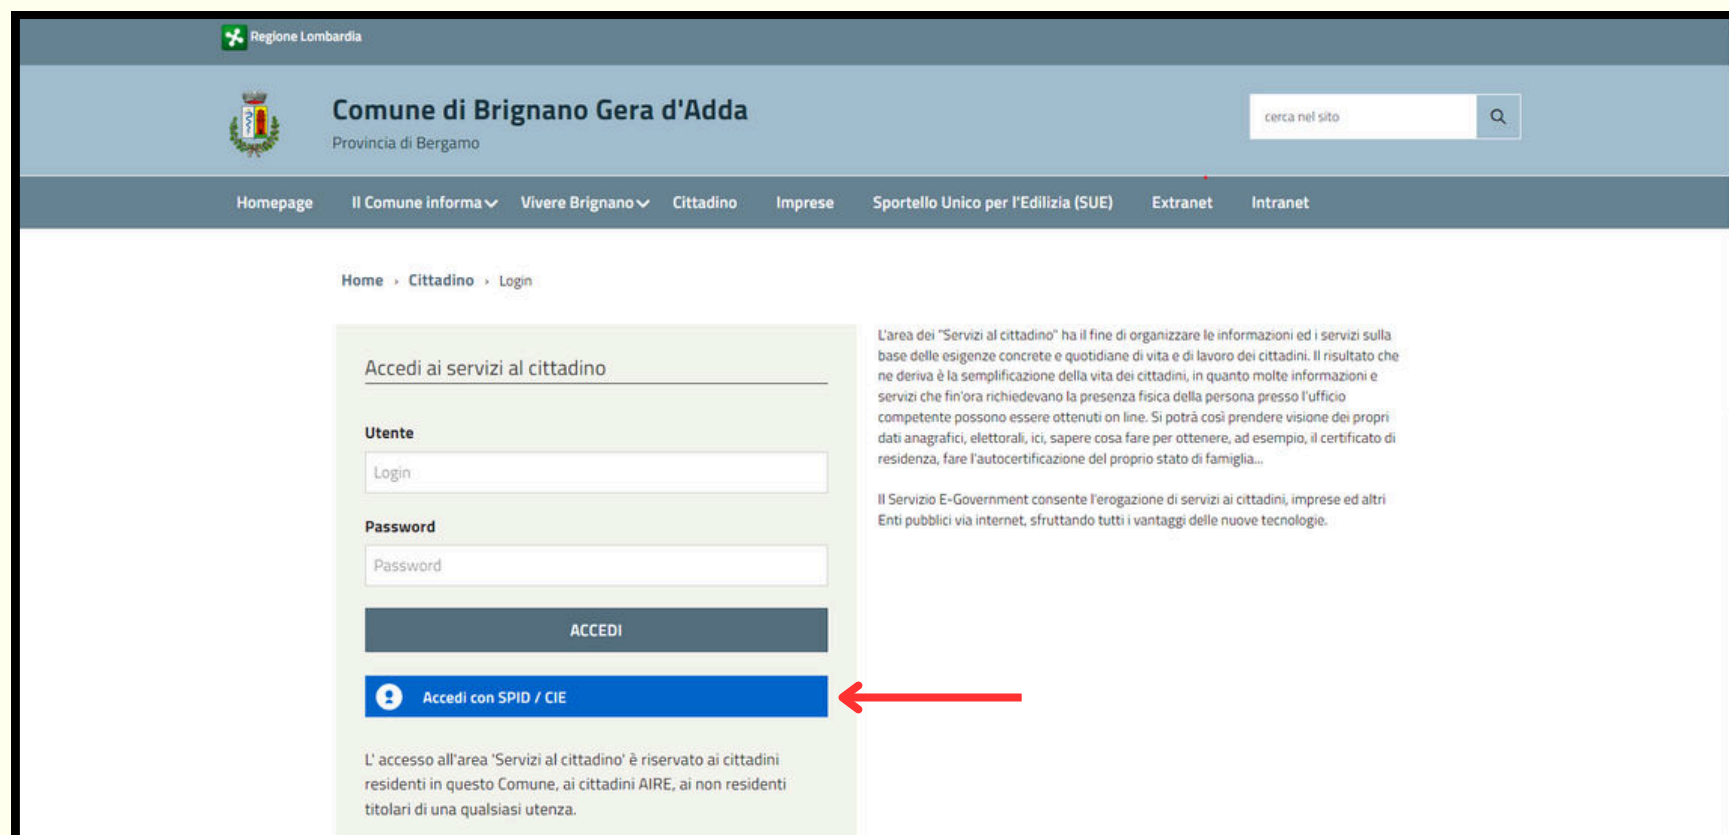 Regione Lombardia
Comune di Brignano Gera d'Adda
Provincia di Bergamo
cerca nel sito
Homepage Il Comune informa Vivere Brignano Cittadino Imprese Sportello Unico per l'Edilizia (SUE) Extranet Intranet
Home › Cittadino › Login
Accedi ai servizi al cittadino
Utente
Login
Password
Password
ACCEDI
Accedi con SPID / CIE
L' accesso all'area 'Servizi al cittadino' è riservato ai cittadini
residenti in questo Comune, ai cittadini AIRE, ai non residenti
titolari di una qualsiasi utenza.
L'area dei "Servizi al cittadino" ha il fine di organizzare le informazioni ed i servizi sulla
base delle esigenze concrete e quotidiane di vita e di lavoro dei cittadini. Il risultato che
ne deriva è la semplificazione della vita dei cittadini, in quanto molte informazioni e
servizi che fin'ora richiedevano la presenza fisica della persona presso l'ufficio
competente possono essere ottenuti on line. Si potrà così prendere visione dei propri
dati anagrafici, elettorali, ici, sapere cosa fare per ottenere, ad esempio, il certificato di
residenza, fare l'autocertificazione del proprio stato di famiglia...
Il Servizio E-Government consente l'erogazione di servizi ai cittadini, imprese ed altri
Enti pubblici via internet, sfruttando tutti i vantaggi delle nuove tecnologie.